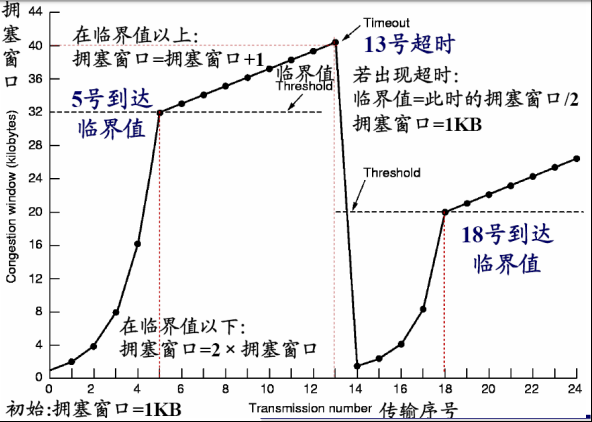 拥塞窗口
Congestion window (kilobytes)
44
40
36
32
28
24
20
16
12
8
4
0
在临界值以上:
拥塞窗口=拥塞窗口+1
Timeout
13号超时
临界值
Threshold
若出现超时:
临界值=此时的拥塞窗口/2
拥塞窗口=1KB
5号到达
临界值
Threshold
18号到达
临界值
在临界值以下:
拥塞窗口=2×拥塞窗口
0 2 4 6 8 10 12 14 16 18 20 22 24
初始:拥塞窗口=1KB
Transmission number 传输序号